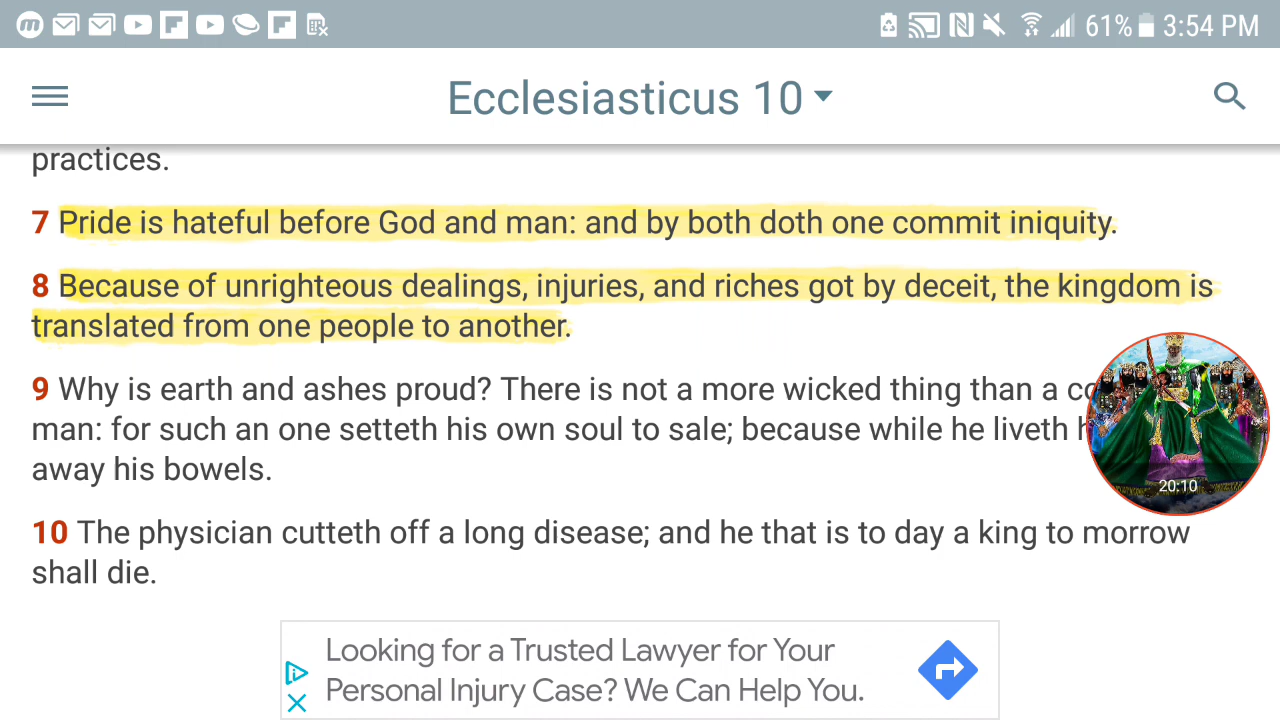 61% 3:54 PM
Ecclesiasticus 10
practices.
7 Pride is hateful before God and man: and by both doth one commit iniquity.
8 Because of unrighteous dealings, injuries, and riches got by deceit, the kingdom is
translated from one people to another.
9 Why is earth and ashes proud? There is not a more wicked thing than a
man: for such an one setteth his own soul to sale; because while he liveth
away his bowels.
20:10
10 The physician cutteth off a long disease; and he that is to day a king to morrow
shall die.
Looking for a Trusted Lawyer for Your
Personal Injury Case? We Can Help You.